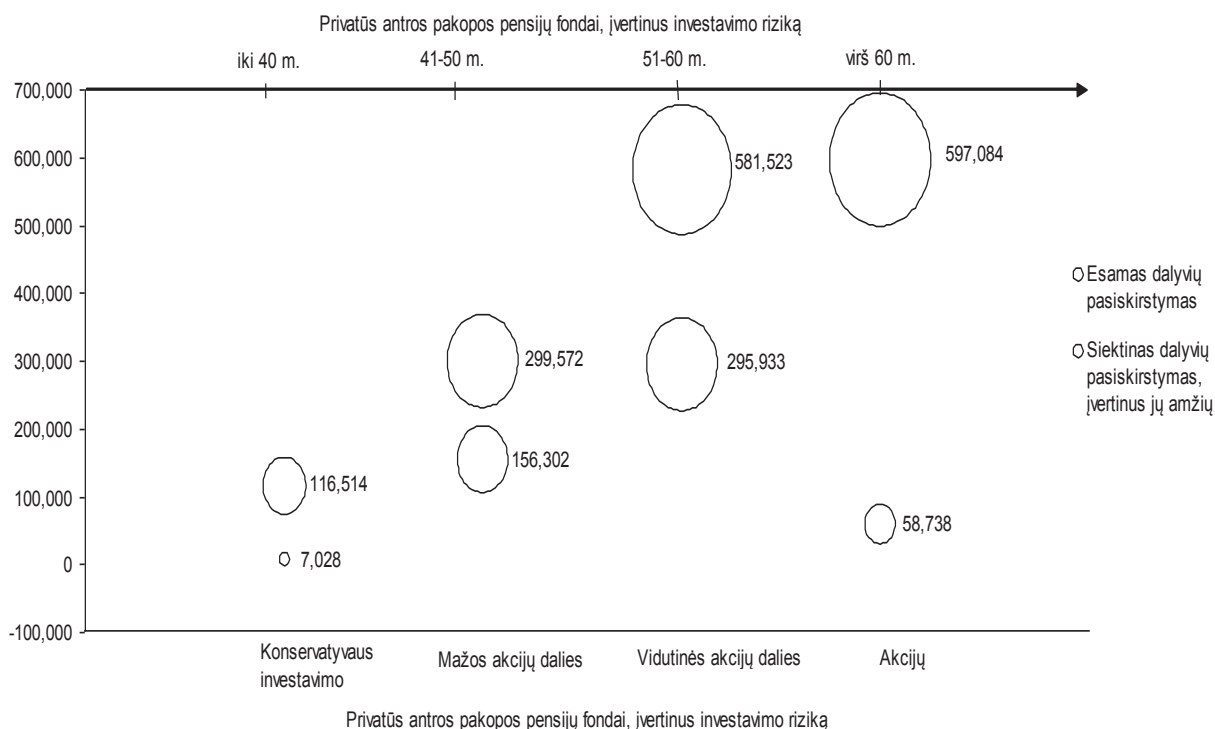 Privatūs antros pakopos pensijų fondai, įvertinus investavimo riziką
iki 40 m. 41-50 m. 51-60 m. virš 60 m.
700,000
600,000
500,000
400,000
300,000
200,000
100,000
0
-100,000
581,523
597,084
299,572
295,933
156,302
116,514
58,738
7,028
Esamas dalyvių
pasiskirstymas
Siektinas dalyvių
pasiskirstymas,
įvertinus jų amžių
Konservatyvaus
investavimo
Mažos akcijų dalies
Vidutinės akcijų dalies
Akcijų
Privatūs antros pakopos pensijų fondai, įvertinus investavimo riziką